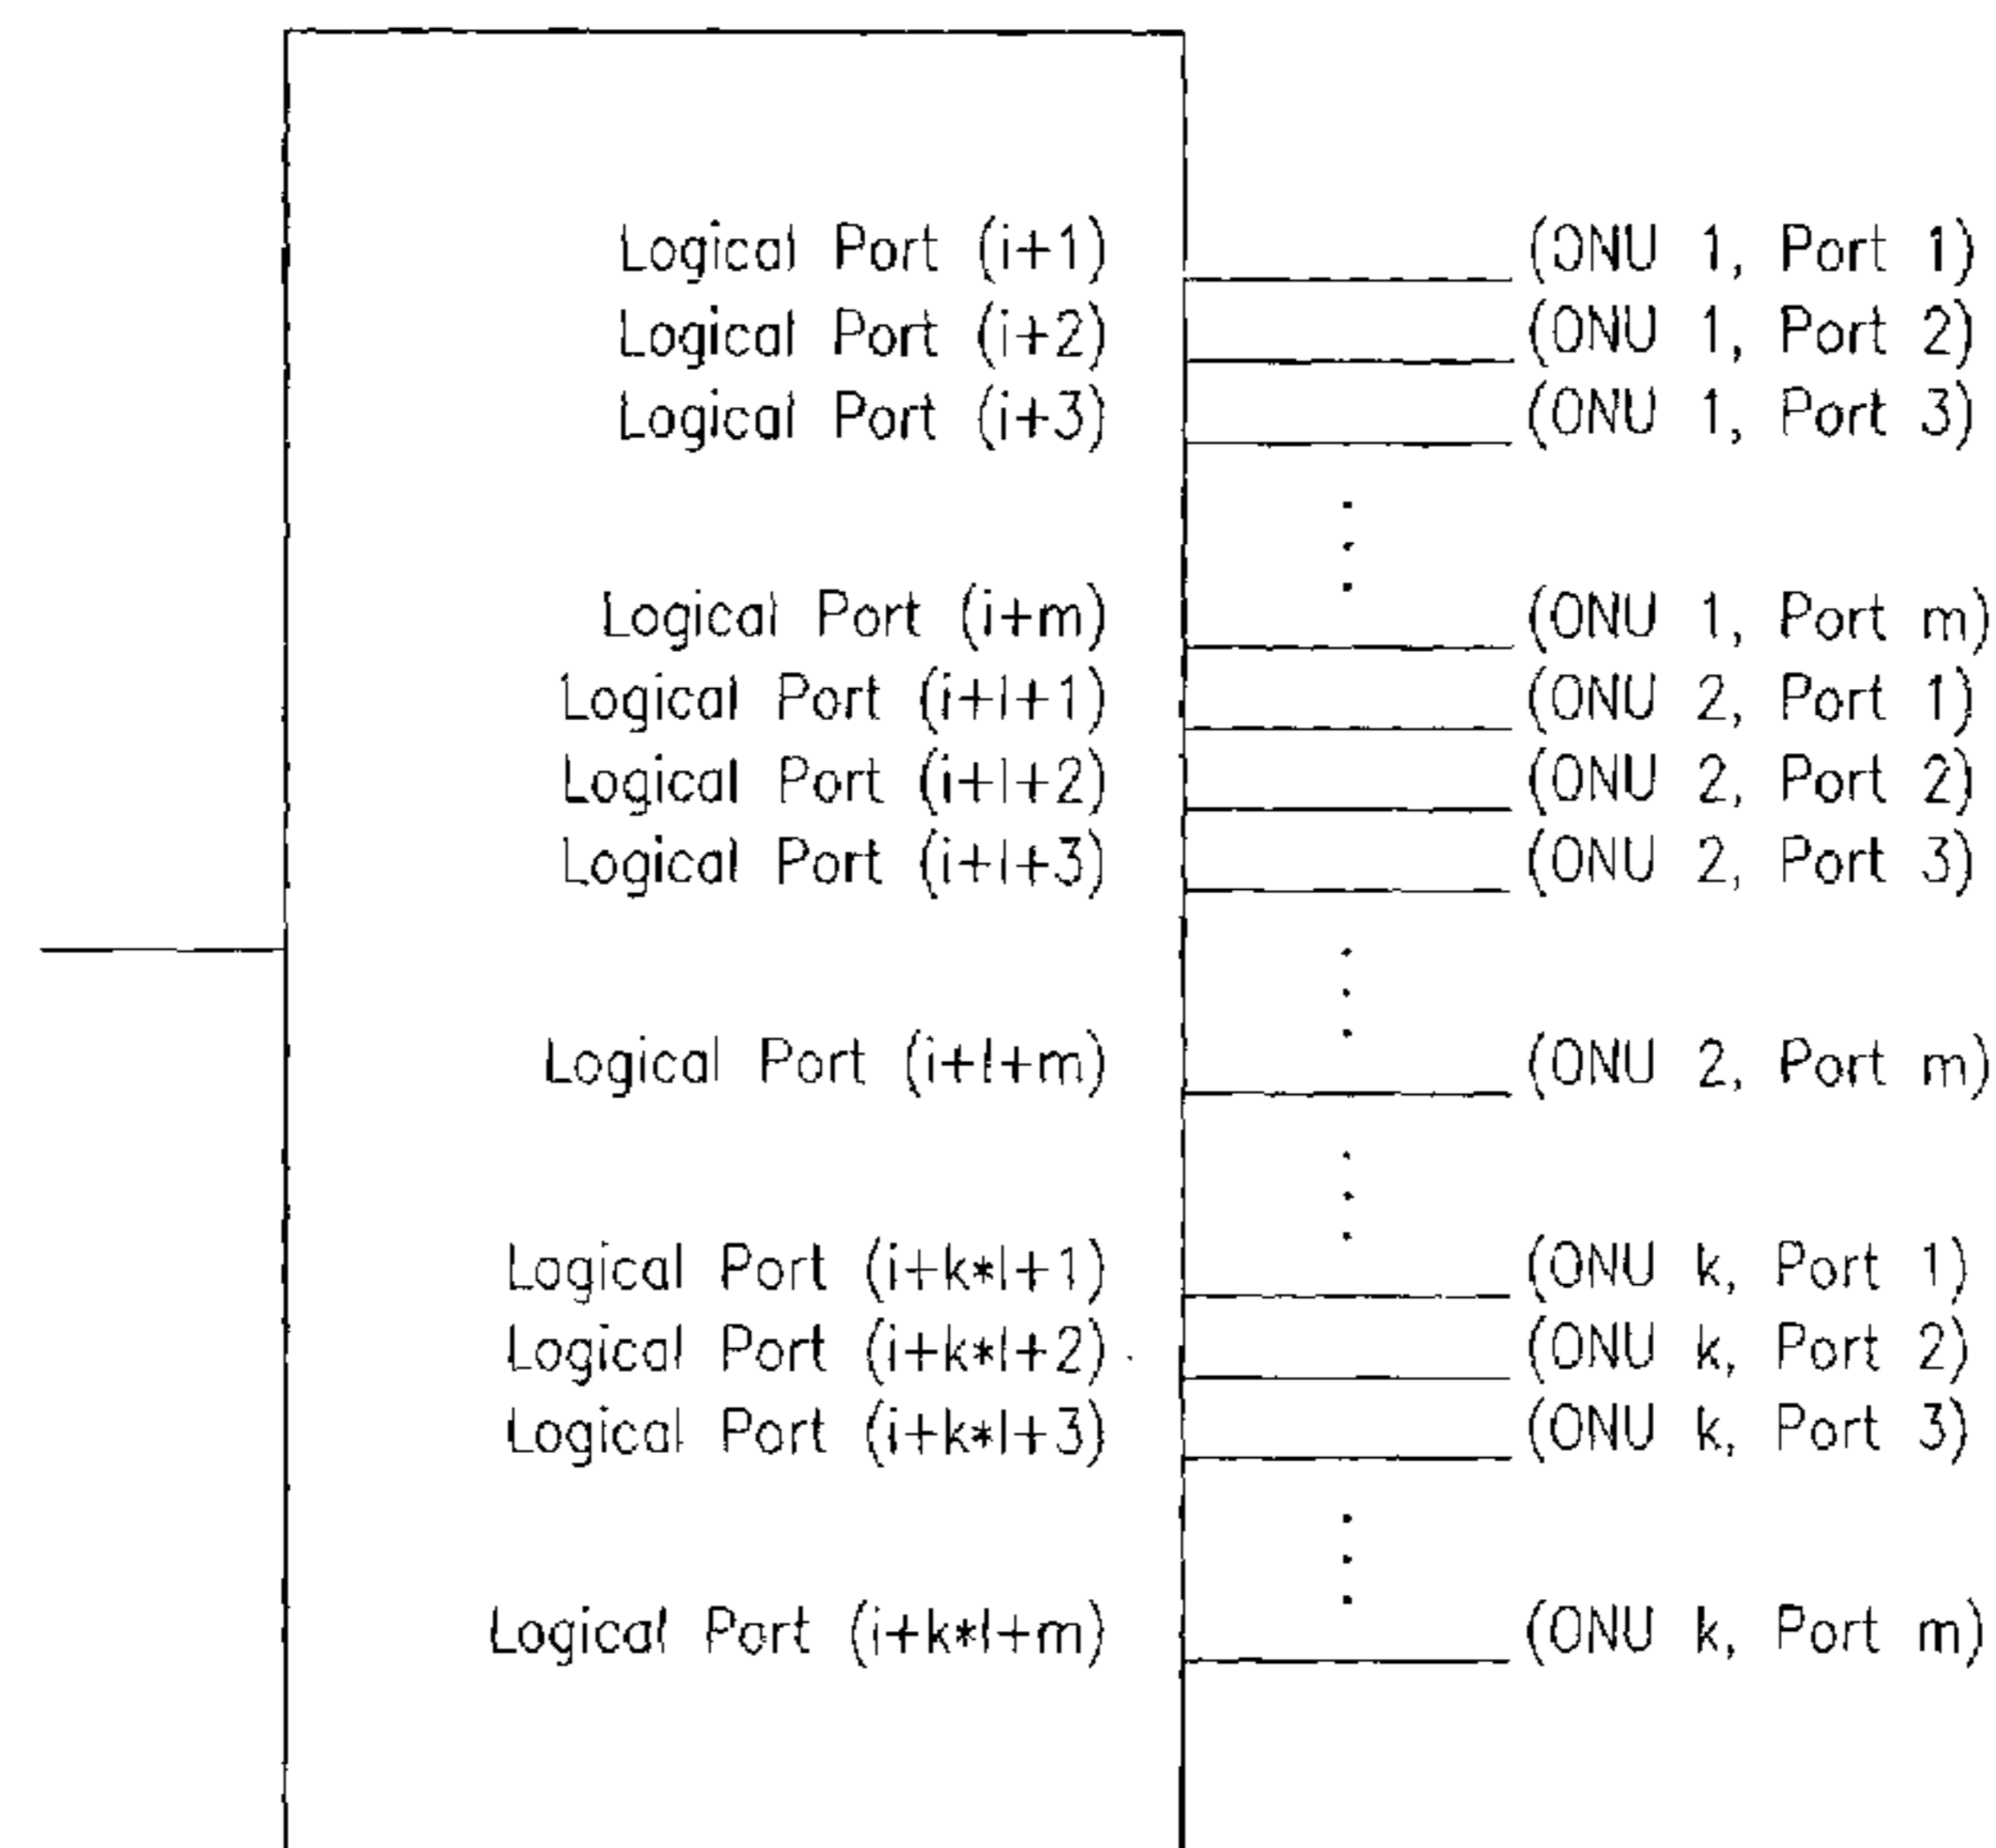 Logical Port (i+1) (ONU 1, Port 1)
Logical Port (i+2) (ONU 1, Port 2)
Logical Port (i+3) (ONU 1, Port 3)
Logical Port (i+m) (ONU 1, Port m)
Logical Port (i+l+1) (ONU 2, Port 1)
Logical Port (i+l+2) (ONU 2, Port 2)
Logical Port (i+l+3) (ONU 2, Port 3)
Logical Port (i+l+m) (ONU 2, Port m)
Logical Port (i+k*l+1) (ONU k, Port 1)
Logical Port (i+k*l+2) (ONU k, Port 2)
Logical Port (i+k*l+3) (ONU k, Port 3)
Logical Port (i+k*l+m) (ONU k, Port m)